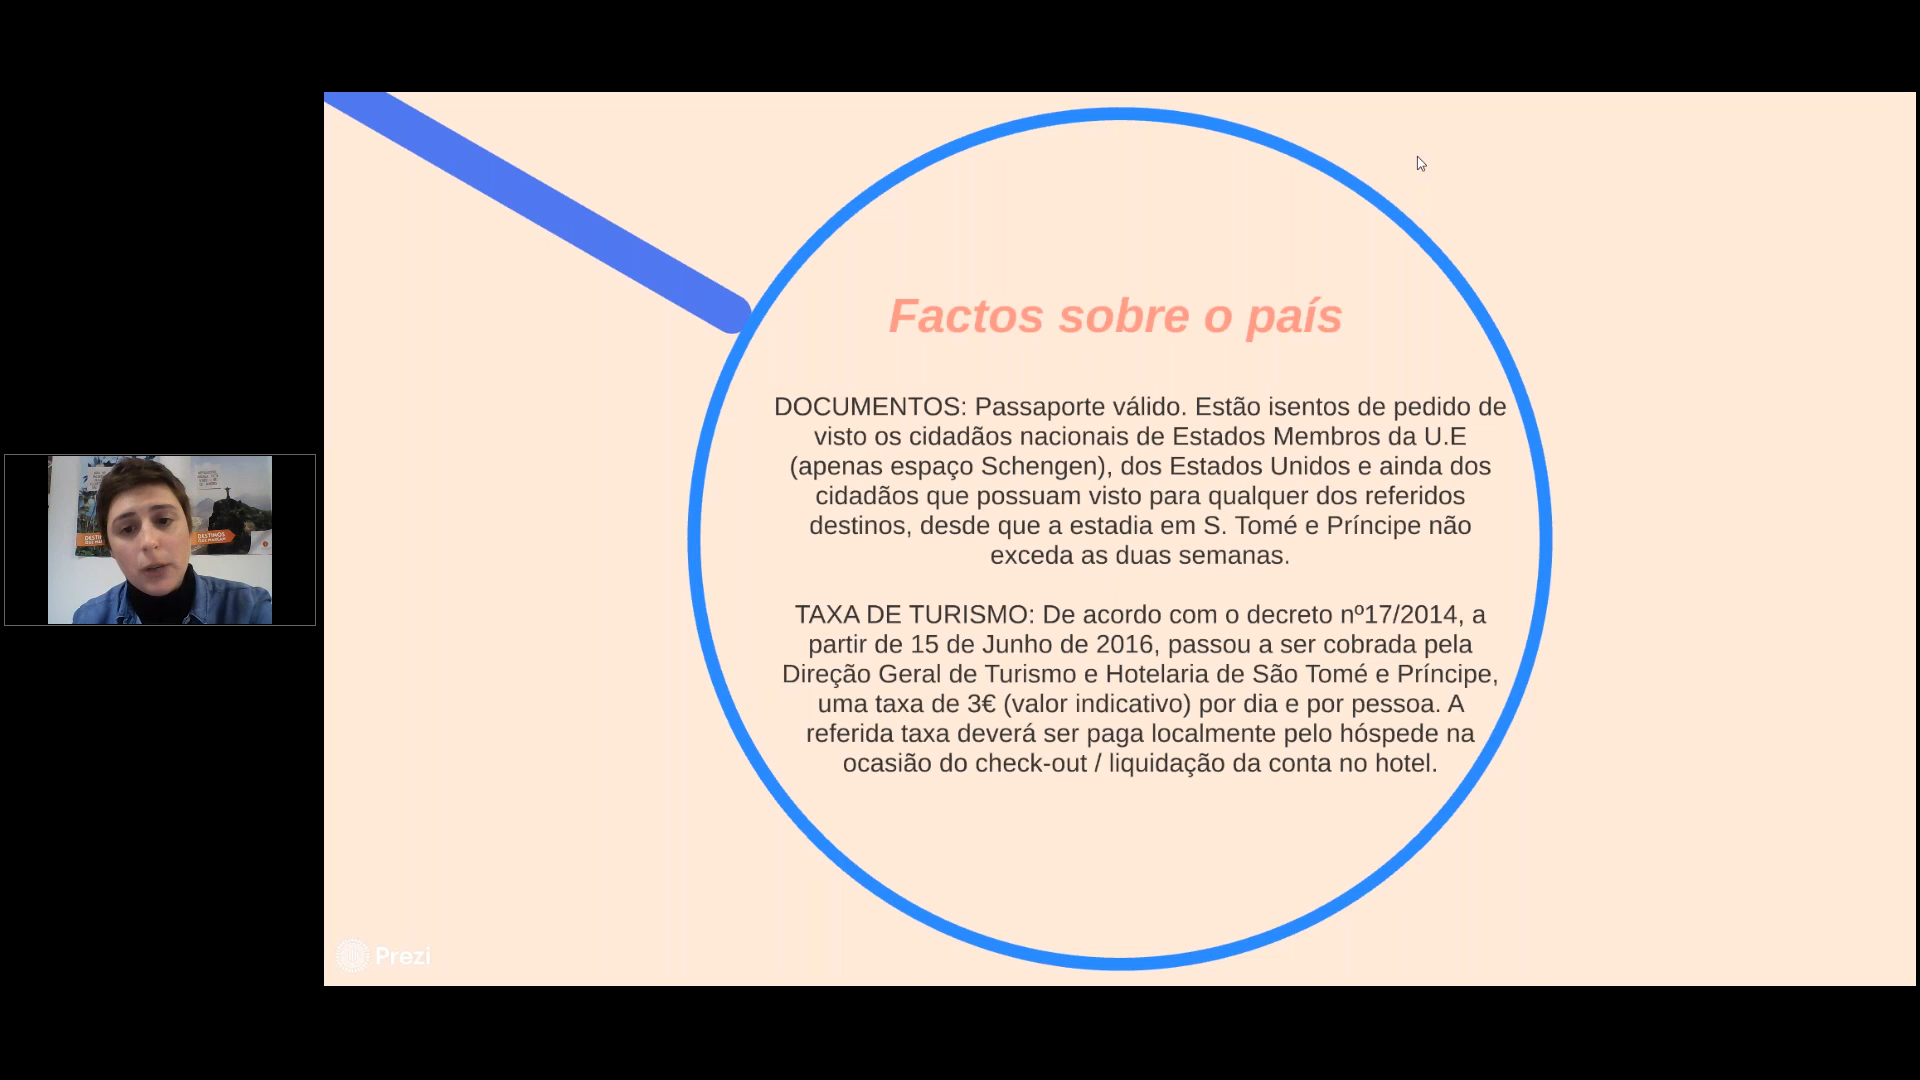 Factos sobre o país
DOCUMENTOS: Passaporte válido. Estão isentos de pedido de
visto os cidadãos nacionais de Estados Membros da U.E
(apenas espaço Schengen), dos Estados Unidos e ainda dos
cidadãos que possuam visto para qualquer dos referidos
destinos, desde que a estadia em S. Tomé e Príncipe não
exceda as duas semanas.
TAXA DE TURISMO: De acordo com o decreto nº17/2014, a
partir de 15 de Junho de 2016, passou a ser cobrada pela
Direção Geral de Turismo e Hotelaria de São Tomé e Príncipe,
uma taxa de 3€ (valor indicativo) por dia e por pessoa. A
referida taxa deverá ser paga localmente pelo hóspede na
ocasião do check-out / liquidação da conta no hotel.
Prezi
DESTINOS